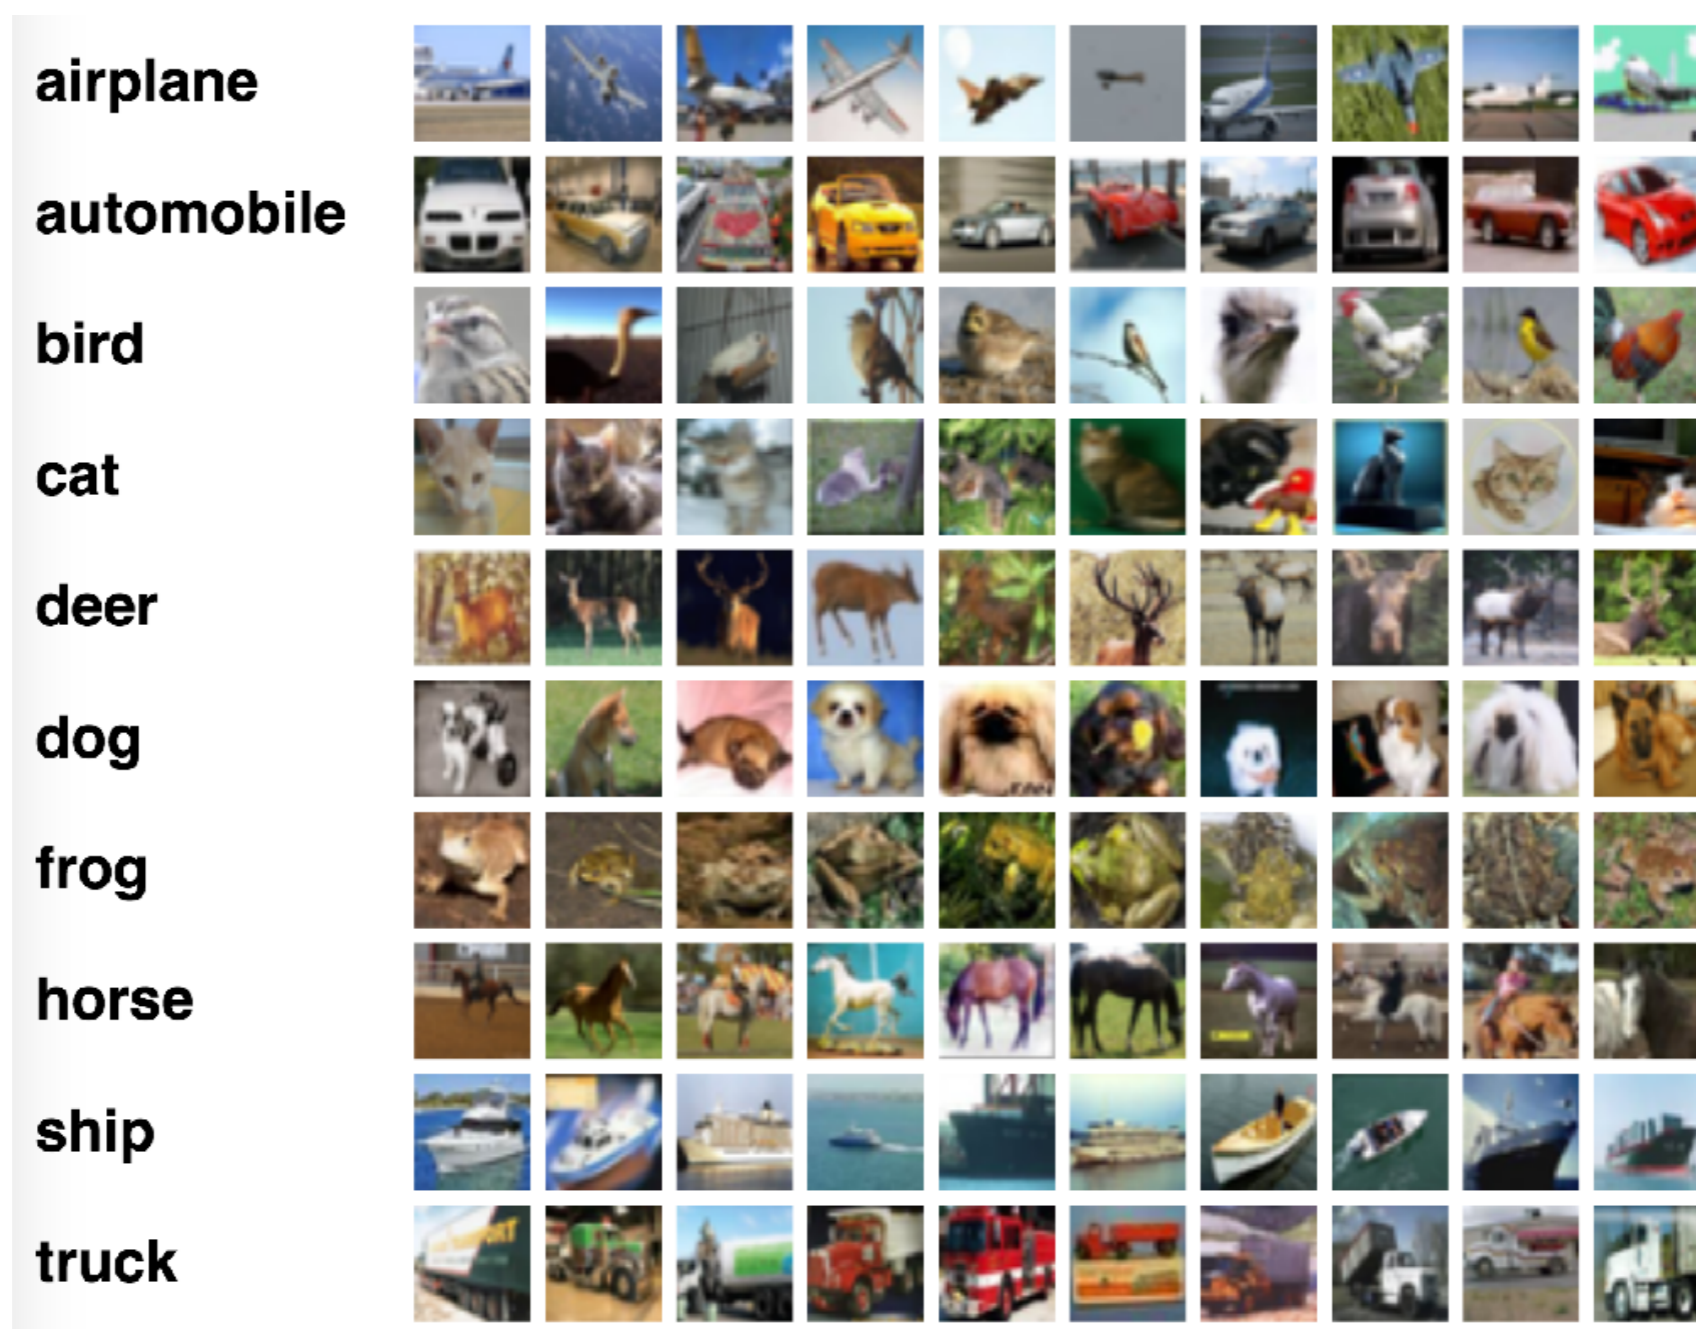 airplane
automobile
bird
cat
deer
dog
frog
horse
ship
truck